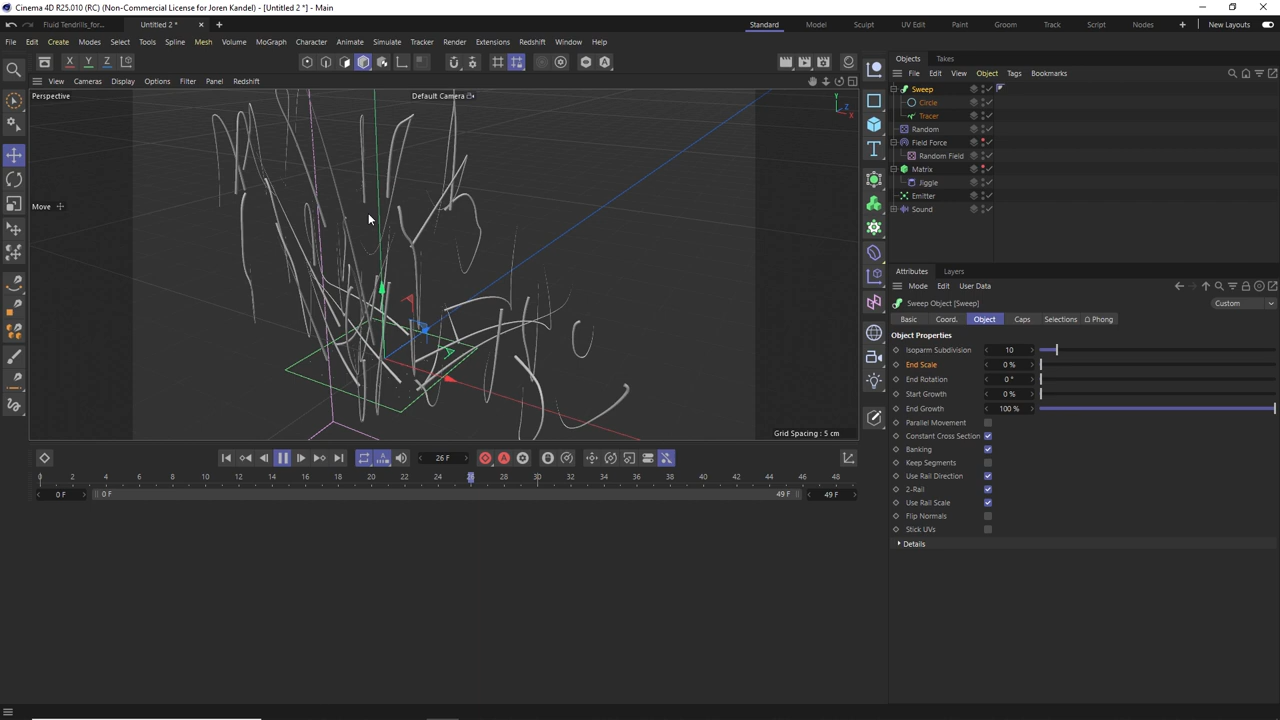 Cinema 4D R25.010 (RC) (Non-Commercial License for Joren Kandel) - [Untitled 2 *] - Main
Fluid Tendrills_for... Untitled 2 * Standard Model Sculpt UV Edit Paint Groom Track Script Nodes New Layouts
File Edit Create Modes Select Tools Spline Mesh Volume MoGraph Character Animate Simulate Tracker Render Extensions Redshift Window Help
X Y Z
Objects Takes
View Cameras Display Options Filter Panel Redshift
File Edit View Object Tags Bookmarks
Perspective Default Camera
Y Z X
Sweep
Circle
Tracer
Random
Field Force
Random Field
Matrix
Jiggle
Emitter
Sound
Move
Attributes Layers
Mode Edit User Data
Sweep Object [Sweep] Custom
Basic Coord. Object Caps Selections Phong
Object Properties
Isoparm Subdivision 10
End Scale 0 %
End Rotation 0 °
Start Growth 0 %
End Growth 100 %
Parallel Movement
Constant Cross Section
Banking
Keep Segments
Use Rail Direction
2-Rail
Use Rail Scale
Flip Normals
Stick UVs
Details
Grid Spacing : 5 cm
26 F
0 2 4 6 8 10 12 14 16 18 20 22 24 26 28 30 32 34 36 38 40 42 44 46 48
0 F 0 F 49 F 49 F